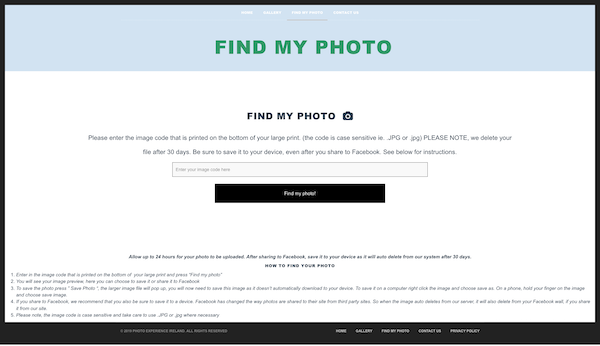 HOME GALLERY FIND MY PHOTO CONTACT US
FIND MY PHOTO
FIND MY PHOTO
Please enter the image code that is printed on the bottom of your large print. (the code is case sensitive ie. .JPG or .jpg) PLEASE NOTE, we delete your
file after 30 days. Be sure to save it to your device, even after you share to Facebook. See below for instructions.
Enter your image code here
Find my photo!
Allow up to 24 hours for your photo to be uploaded. After sharing to Facebook, save it to your device as it will auto delete from our system after 30 days.
HOW TO FIND YOUR PHOTO
1. Enter in the image code that is printed on the bottom of your large print and press "Find my photo"
2. You will see your image preview, here you can choose to save it or share it to Facebook
3. To save the photo press " Save Photo ", the larger image file will pop up, you will now need to save this image as it doesn't automatically download to your device. To save it on a computer right click the image and choose save as. On a phone, hold your finger on the image
and choose save image.
4. If you share to Facebook, we recommend that you also be sure to save it to a device. Facebook has changed the way photos are shared to their site from third party sites. So when the image auto deletes from our server, it will also delete from your Facebook wall, if you share
it from our site.
5. Please note, the image code is case sensitive and take care to use .JPG or .jpg where necessary
© 2019 PHOTO EXPERIENCE IRELAND. ALL RIGHTS RESERVED HOME GALLERY FIND MY PHOTO CONTACT US PRIVACY POLICY